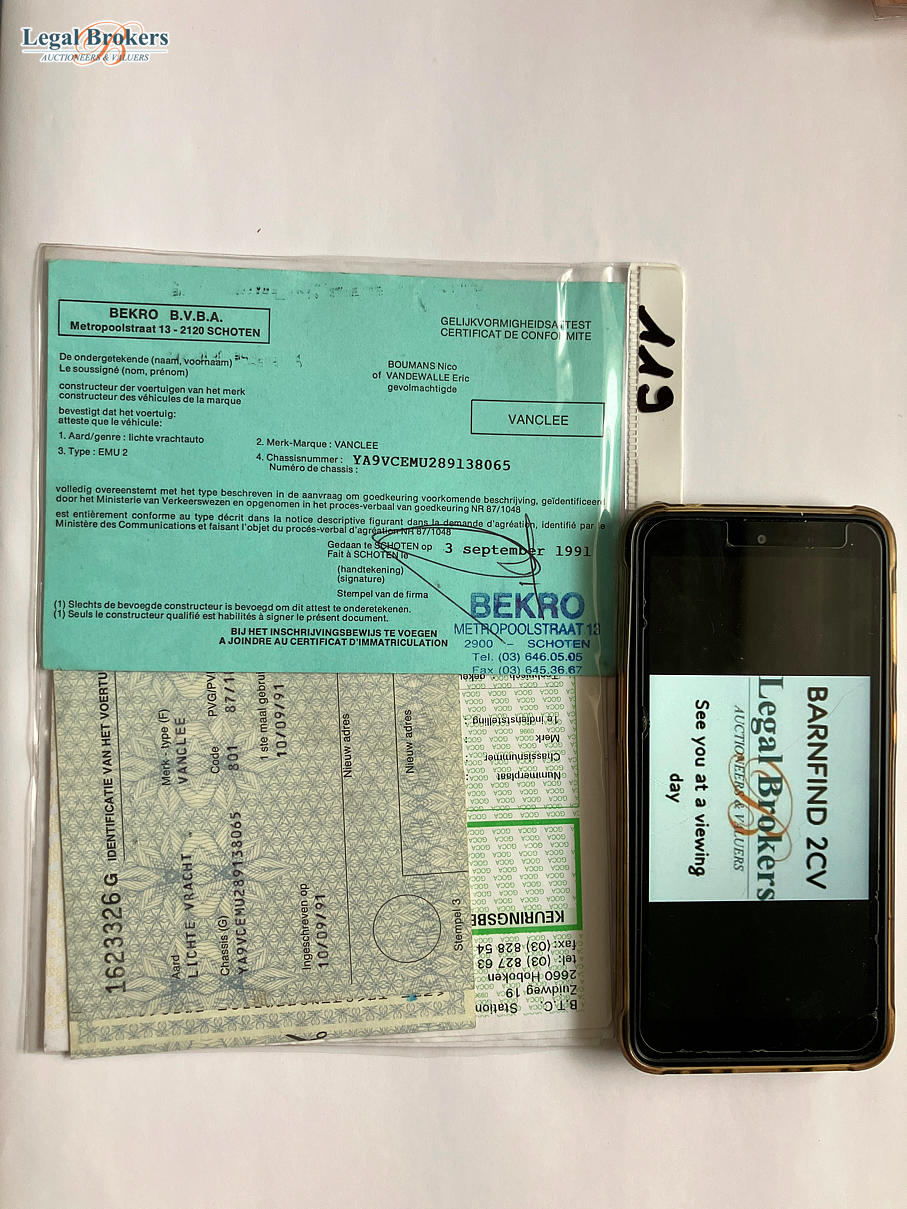 Legal Brokers
AUCTIONEERS & VALUERS
BEKRO B.V.B.A.
Metropoolstraat 13 - 2120 SCHOTEN
GELIJKVORMIGHEIDSATTEST
CERTIFICAT DE CONFORMITE
De ondergetekende (naam, voornaam)
Le soussigné (nom, prénom)
BOUMANS Nico
of VANDEWALLE Eric
gevolmachtigde
constructeur der voertuigen van het merk
constructeur des véhicules de la marque
VANCLEE
bevestigt dat het voertuig:
atteste que le véhicule:
1. Aard/genre : lichte vrachtauto
2. Merk-Marque : VANCLEE
3. Type : EMU 2
4. Chassisnummer : YA9VCEMU289138065
Numéro de chassis :
volledig overeenstemt met het type beschreven in de aanvraag om goedkeuring voorkomende beschrijving, geïdentificeerd
door het Ministerie van Verkeerswezen en opgenomen in het proces-verbaal van goedkeuring NR 87/1048
est entièrement conforme au type décrit dans la notice descriptive figurant dans la demande d'agréation, identifié par le
Ministère des Communications et faisant l'objet du procés-verbal d'agréation NR 87/1048
Gedaan te SCHOTEN op 3 september 1991
Fait à SCHOTEN le
(handtekening)
(signature)
Stempel van de firma
BEKRO
METROPOOLSTRAAT 13
2900 - SCHOTEN
Tel. (03) 646.05.05
Fax (03) 645.36.67
(1) Slechts de bevoegde constructeur is bevoegd om dit attest te onderetekenen.
(1) Seuls le constructeur qualifié est habilités à signer le présent document.
BIJ HET INSCHRIJVINGSBEWIJS TE VOEGEN
A JOINDRE AU CERTIFICAT D'IMMATRICULATION
119
1623326G IDENTIFICATIE VAN HET VOERTU
Aard
LICHTE VRACHT.
Merk - type (F)
VANCLEE
Chassis (G)
YA9VCEMU289138065
Code
801
PVG/PV
87/1
1 ste maal gebrui
10/09/91
Ingeschreven op
10/09/91
Nieuw adres
Nieuw adres
Stempel 3
Station
B.T.C
Zuidweg 19
2660 Hoboken
tel: (03) 827 63
fax: (03) 828 54
KEURINGSBE
Nummerplaat :
Chassisnummer :
Merk :
1e indienststelling :
BARNFIND 2CV
Legal Brokers
AUCTIONEERS & VALUERS
See you at a viewing
day